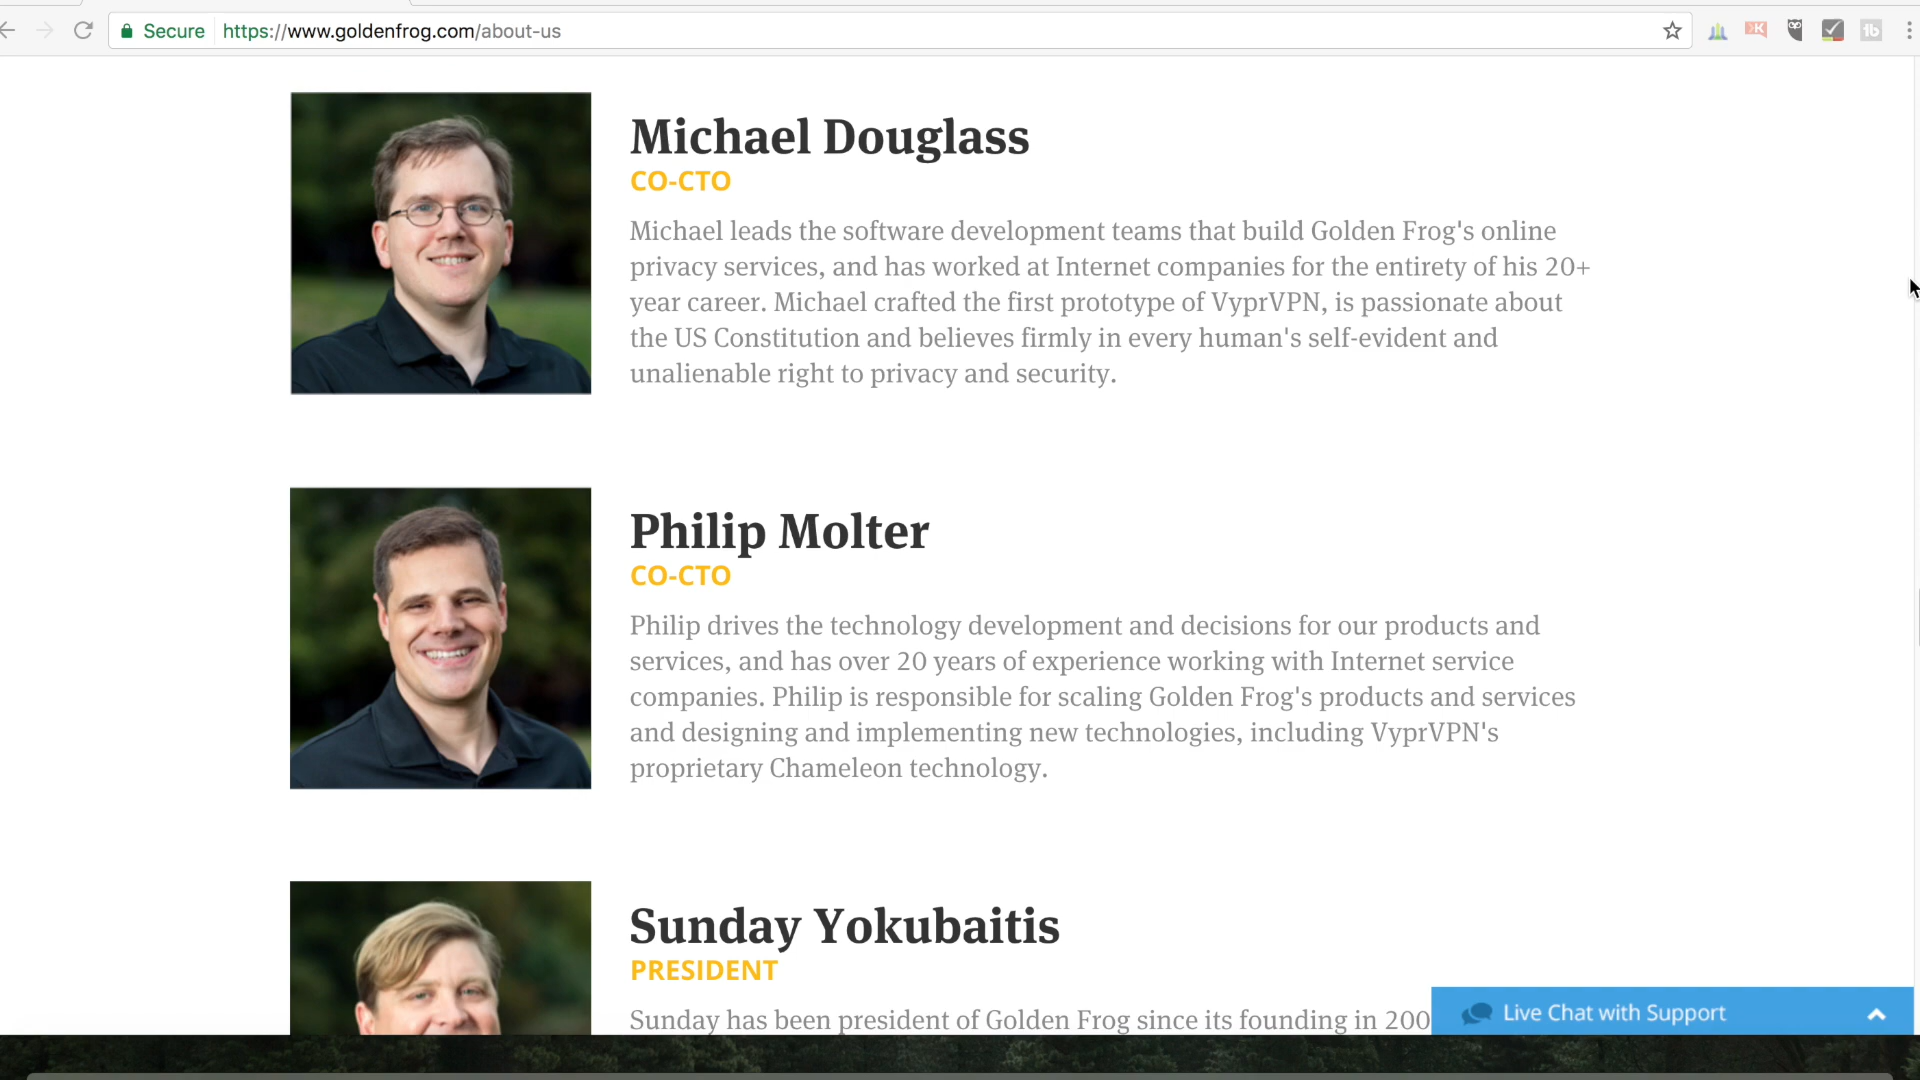 Secure https://www.goldenfrog.com/about-us
Michael Douglass
CO-CTO
Michael leads the software development teams that build Golden Frog's online
privacy services, and has worked at Internet companies for the entirety of his 20+
year career. Michael crafted the first prototype of VyprVPN, is passionate about
the US Constitution and believes firmly in every human's self-evident and
unalienable right to privacy and security.
Philip Molter
CO-CTO
Philip drives the technology development and decisions for our products and
services, and has over 20 years of experience working with Internet service
companies. Philip is responsible for scaling Golden Frog's products and services
and designing and implementing new technologies, including VyprVPN's
proprietary Chameleon technology.
Sunday Yokubaitis
PRESIDENT
Sunday has been president of Golden Frog since its founding in 200
Live Chat with Support